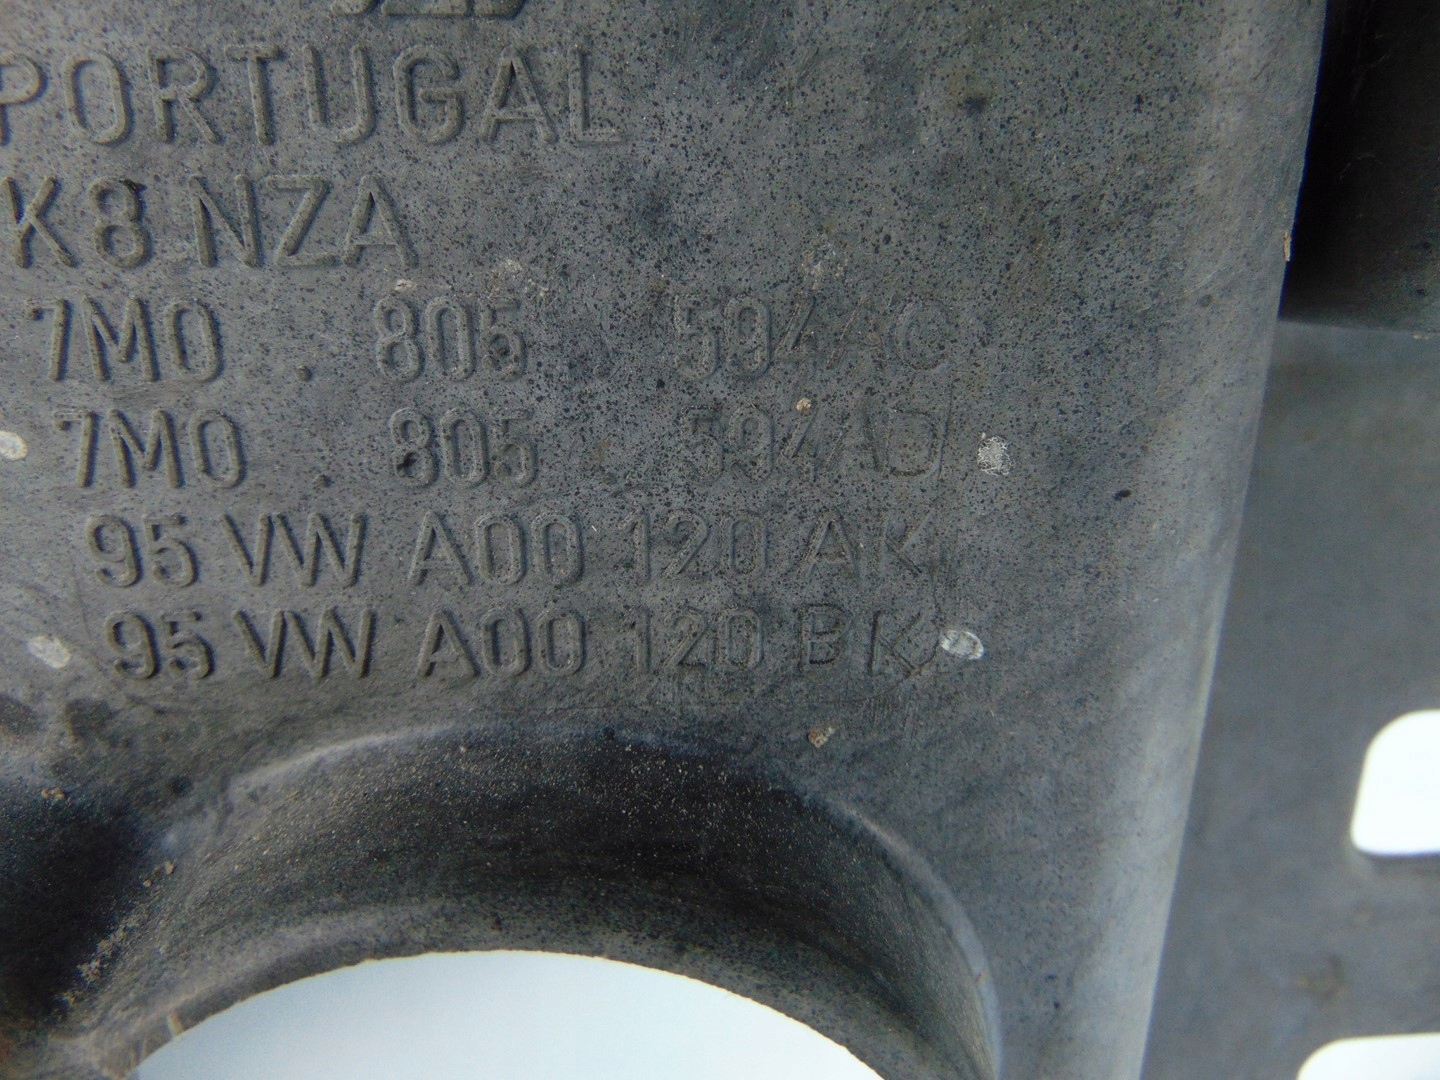 PORTUGAL
K8 NZA
7M0 . 805 . 594 AC
7M0 . 805 . 594 AD
95 VW A00 120 AK
95 VW A00 120 BK